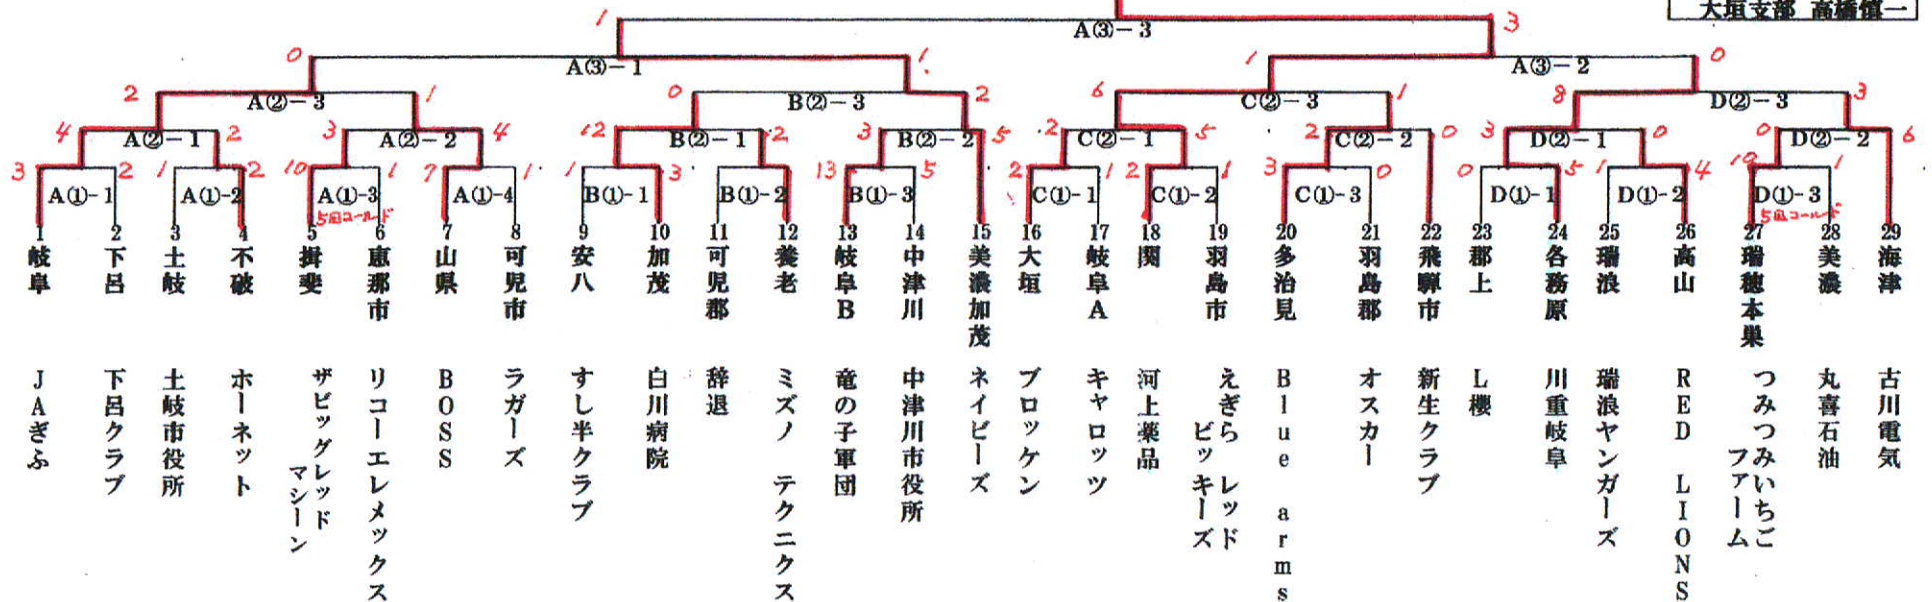 大垣支部 高橋慎一
1 A③-3 3
0 A③-1 1 1 A③-2 0
2 A②-3 1 0 B②-3 2 6 C②-3 1 8 D②-3 3
4 A②-1 2 3 A②-2 4 12 B②-1 2 3 B②-2 5 2 C②-1 5 2 C②-2 0 3 D②-1 0 0 D②-2 6
3 A①-1 2 1 A①-2 2 10 A①-3 1 7 A①-4 1 1 B①-1 3 B①-2 13 B①-3 5 2 C①-1 1 2 C①-2 1 3 C①-3 0 0 D①-1 5 1 D①-2 4 10 D①-3 1
5回コールド 5回コールド
1 2 3 4 5 6 7 8 9 10 11 12 13 14 15 16 17 18 19 20 21 22 23 24 25 26 27 28 29
岐阜
下呂
土岐
不破
揖斐
恵那市
山県
可児市
安八
加茂
可児郡
養老
岐阜B
中津川
美濃加茂
大垣
岐阜A
関
羽島市
多治見
羽島郡
飛騨市
郡上
各務原
瑞浪
高山
瑞穂本巣
美濃
海津
JAぎふ
下呂クラブ
土岐市役所
ホーネット
ザビッグレッド
マシーン
リコーエレメックス
BOSS
ラガーズ
すし半クラブ
白川病院
辞退
ミズノ テクニクス
竜の子軍団
中津川市役所
ネイビーズ
ブロッケン
キャロッツ
河上薬品
えぎら レッド
ビッキーズ
Blue arms
オスカー
新生クラブ
L櫻
川重岐阜
瑞浪ヤンガーズ
RED LIONS
つみつみいちご
ファーム
丸喜石油
古川電気